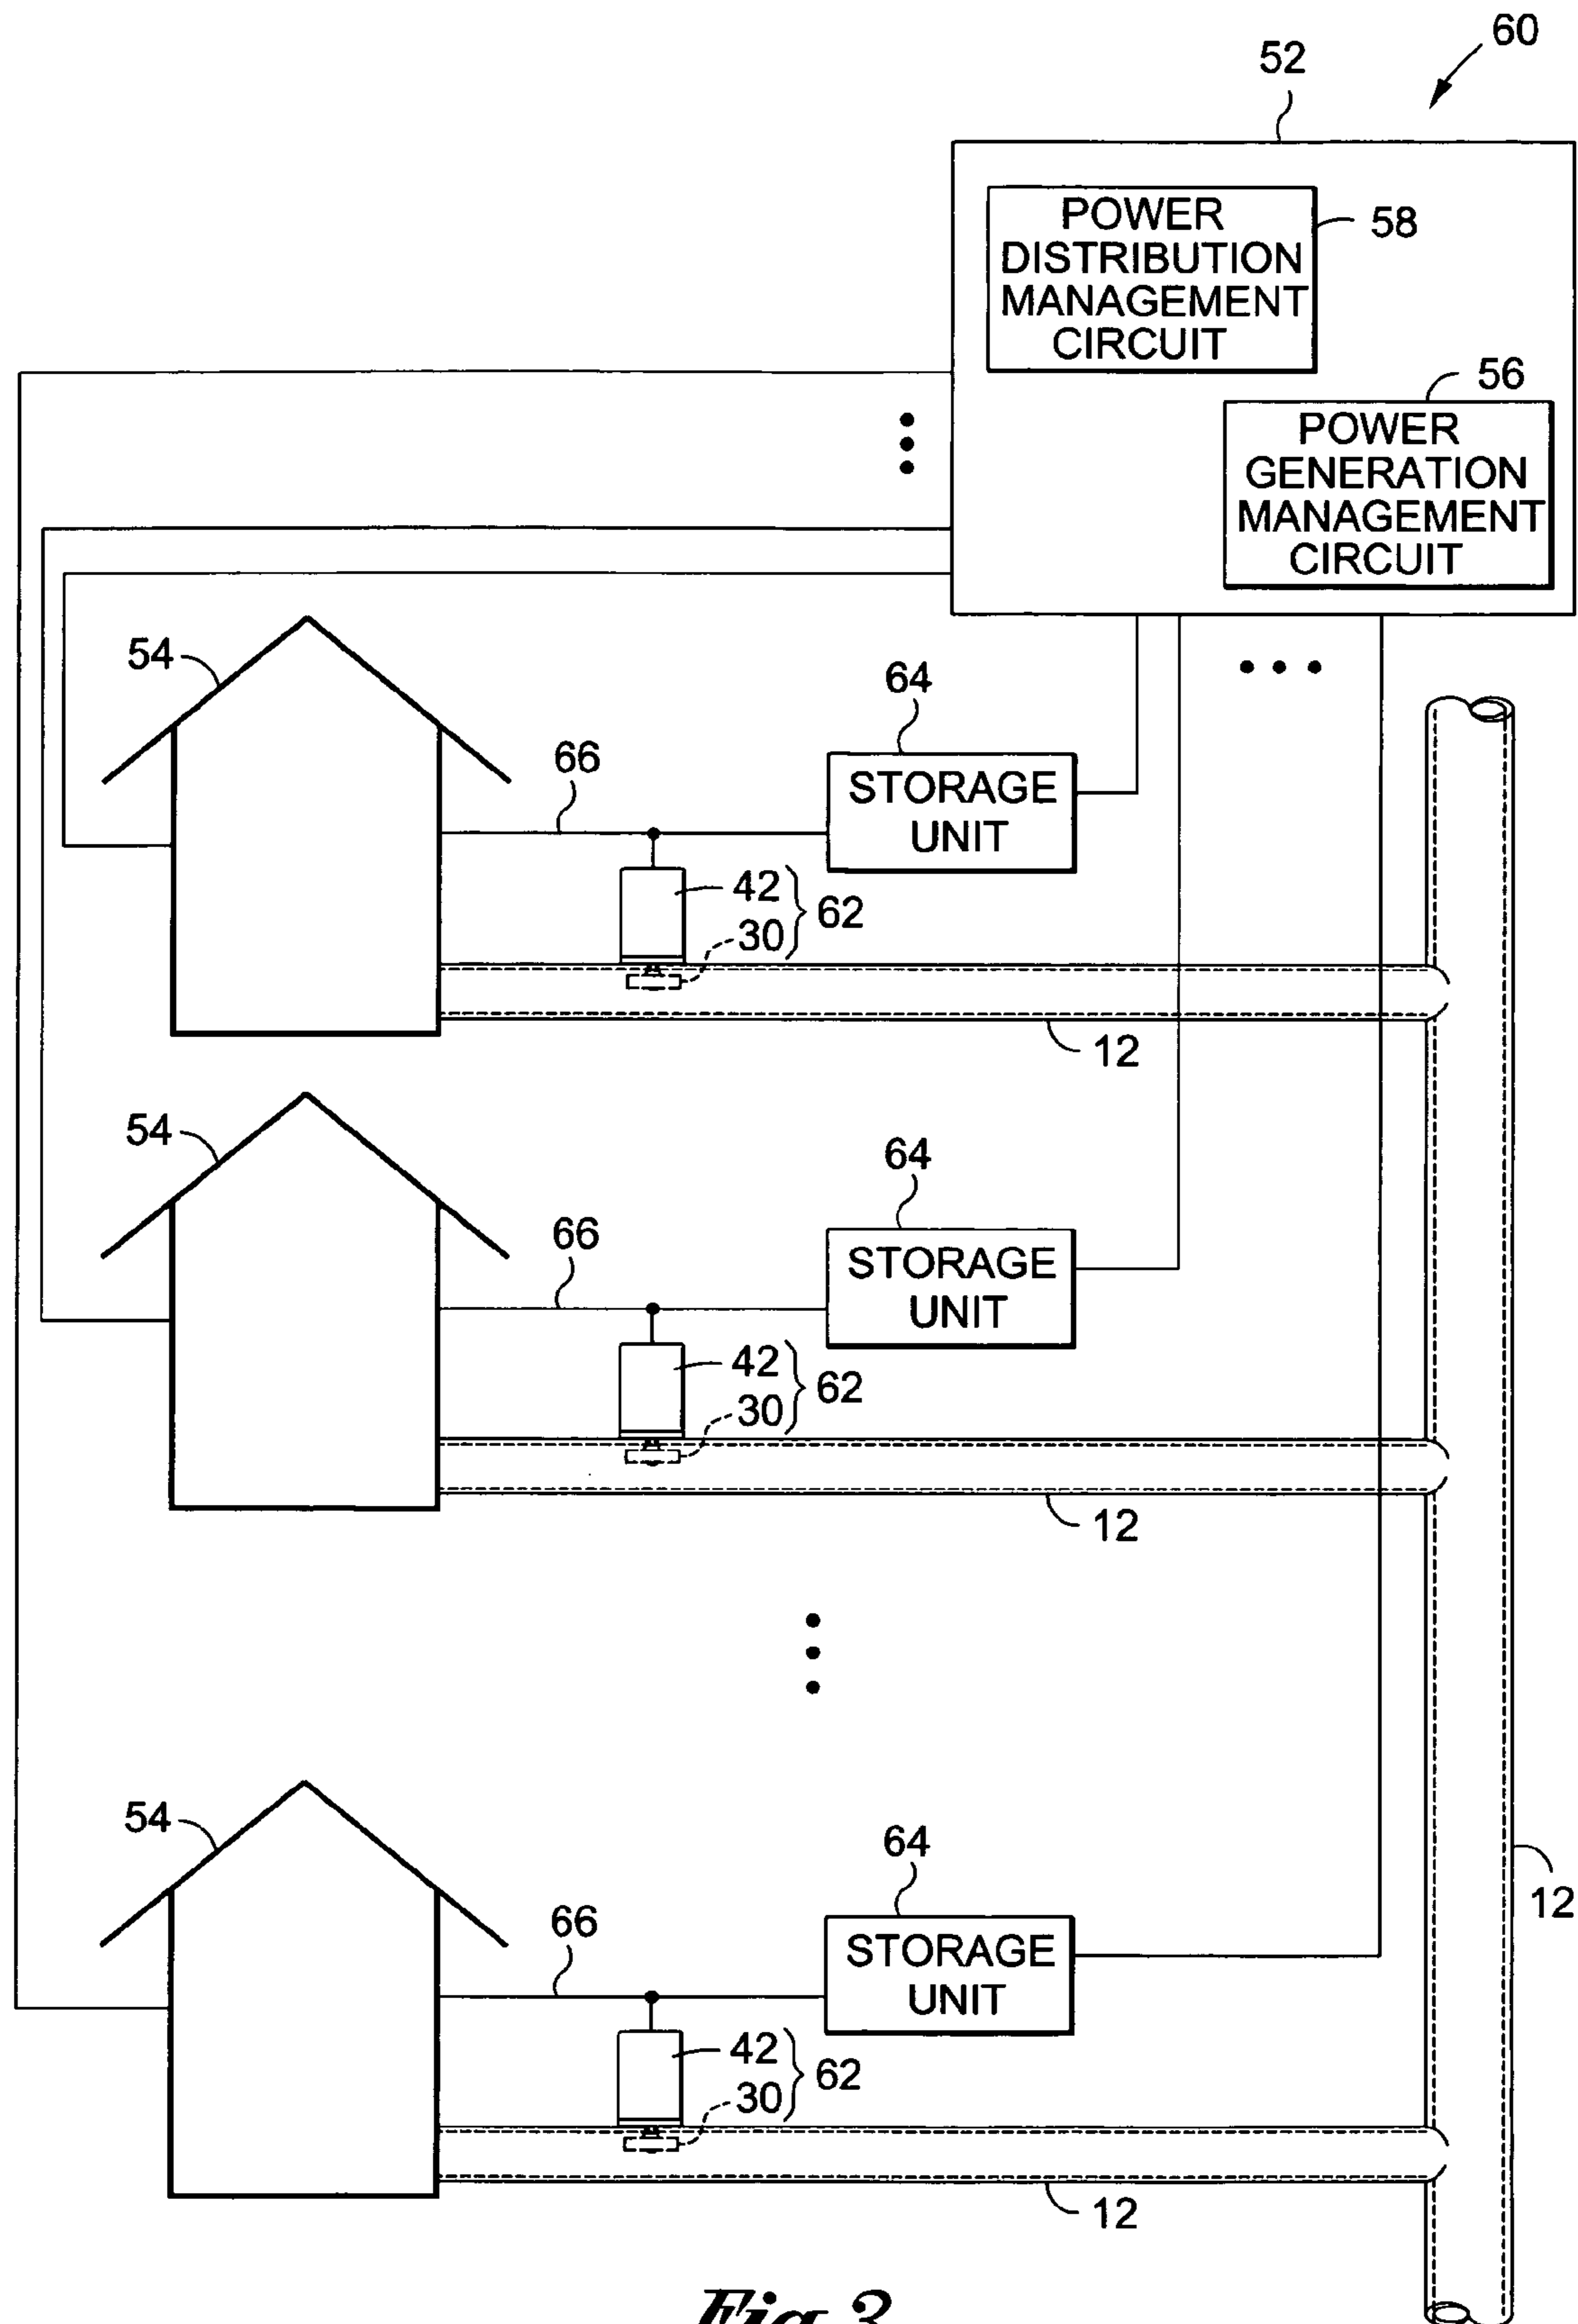 60
52
POWER
DISTRIBUTION
MANAGEMENT
CIRCUIT
58
56
POWER
GENERATION
MANAGEMENT
CIRCUIT
54
64
66
STORAGE
UNIT
42
30
62
12
54
64
66
STORAGE
UNIT
42
30
62
12
54
64
12
66
STORAGE
UNIT
42
30
62
12
Fig 3